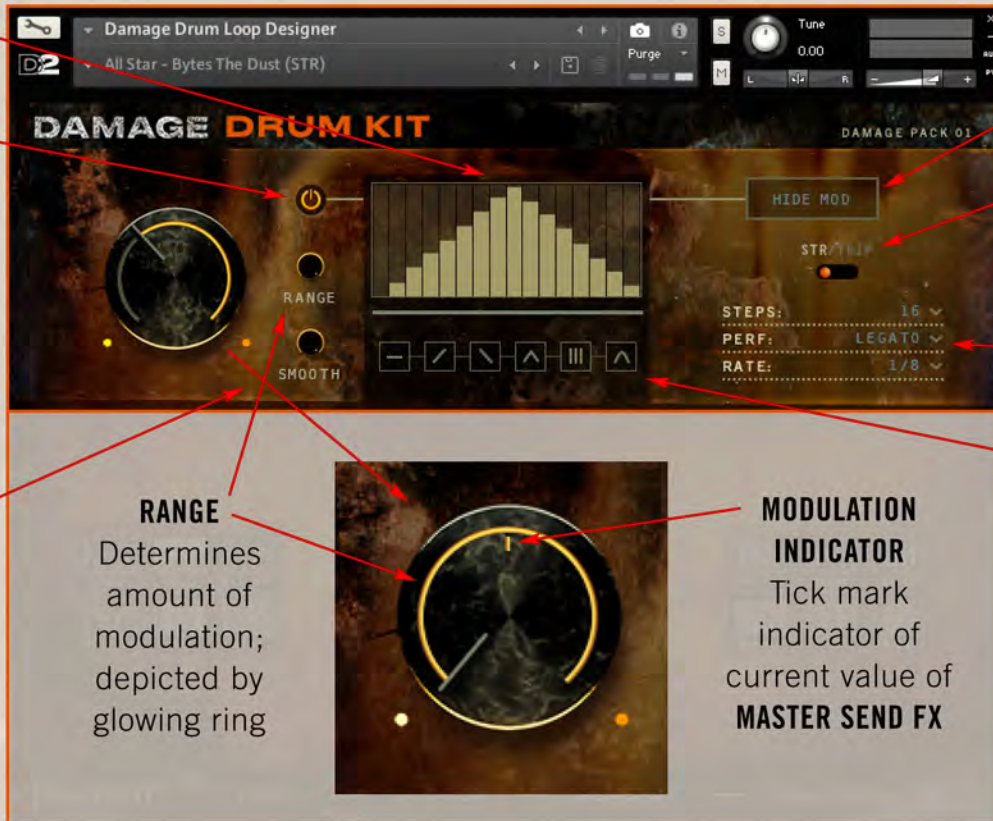 Damage Drum Loop Designer
All Star - Bytes The Dust (STR)
Purge
S
M
Tune
0.00
L
R
D2
DAMAGE DRUM KIT
DAMAGE PACK 01
HIDE MOD
STR/TRIP
RANGE
SMOOTH
STEPS: 16
PERF: LEGATO
RATE: 1/8
RANGE
Determines
amount of
modulation;
depicted by
glowing ring
MODULATION
INDICATOR
Tick mark
indicator of
current value of
MASTER SEND FX